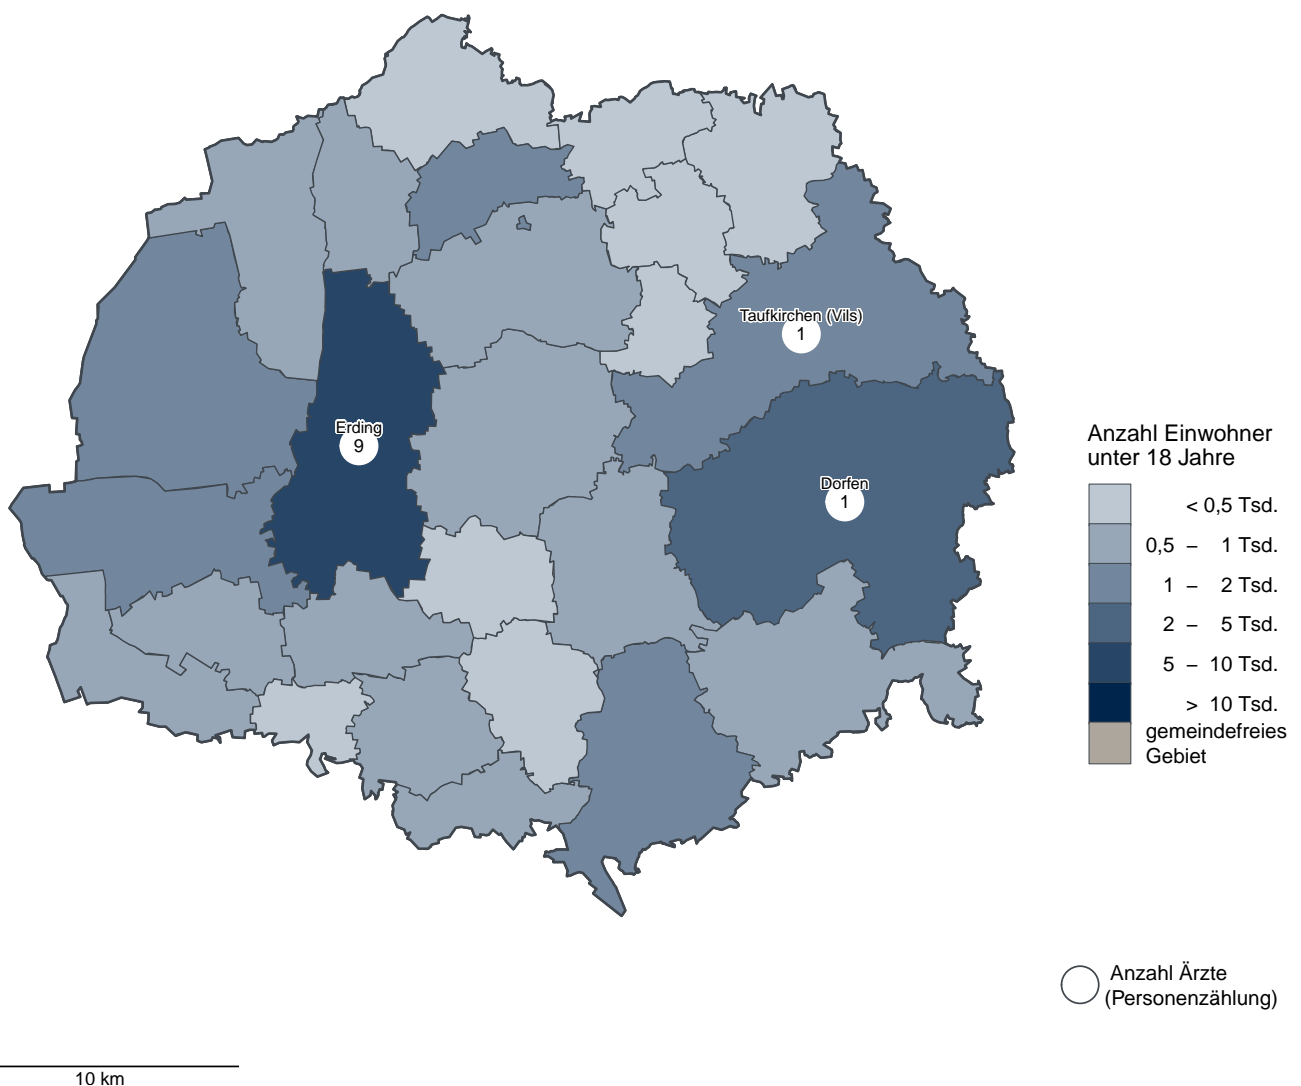 Taufkirchen (Vils)
1
Erding
9
Dorfen
1
Anzahl Einwohner
unter 18 Jahre
< 0,5 Tsd.
0,5 – 1 Tsd.
1 – 2 Tsd.
2 – 5 Tsd.
5 – 10 Tsd.
> 10 Tsd.
gemeindefreies
Gebiet
Anzahl Ärzte
(Personenzählung)
10 km